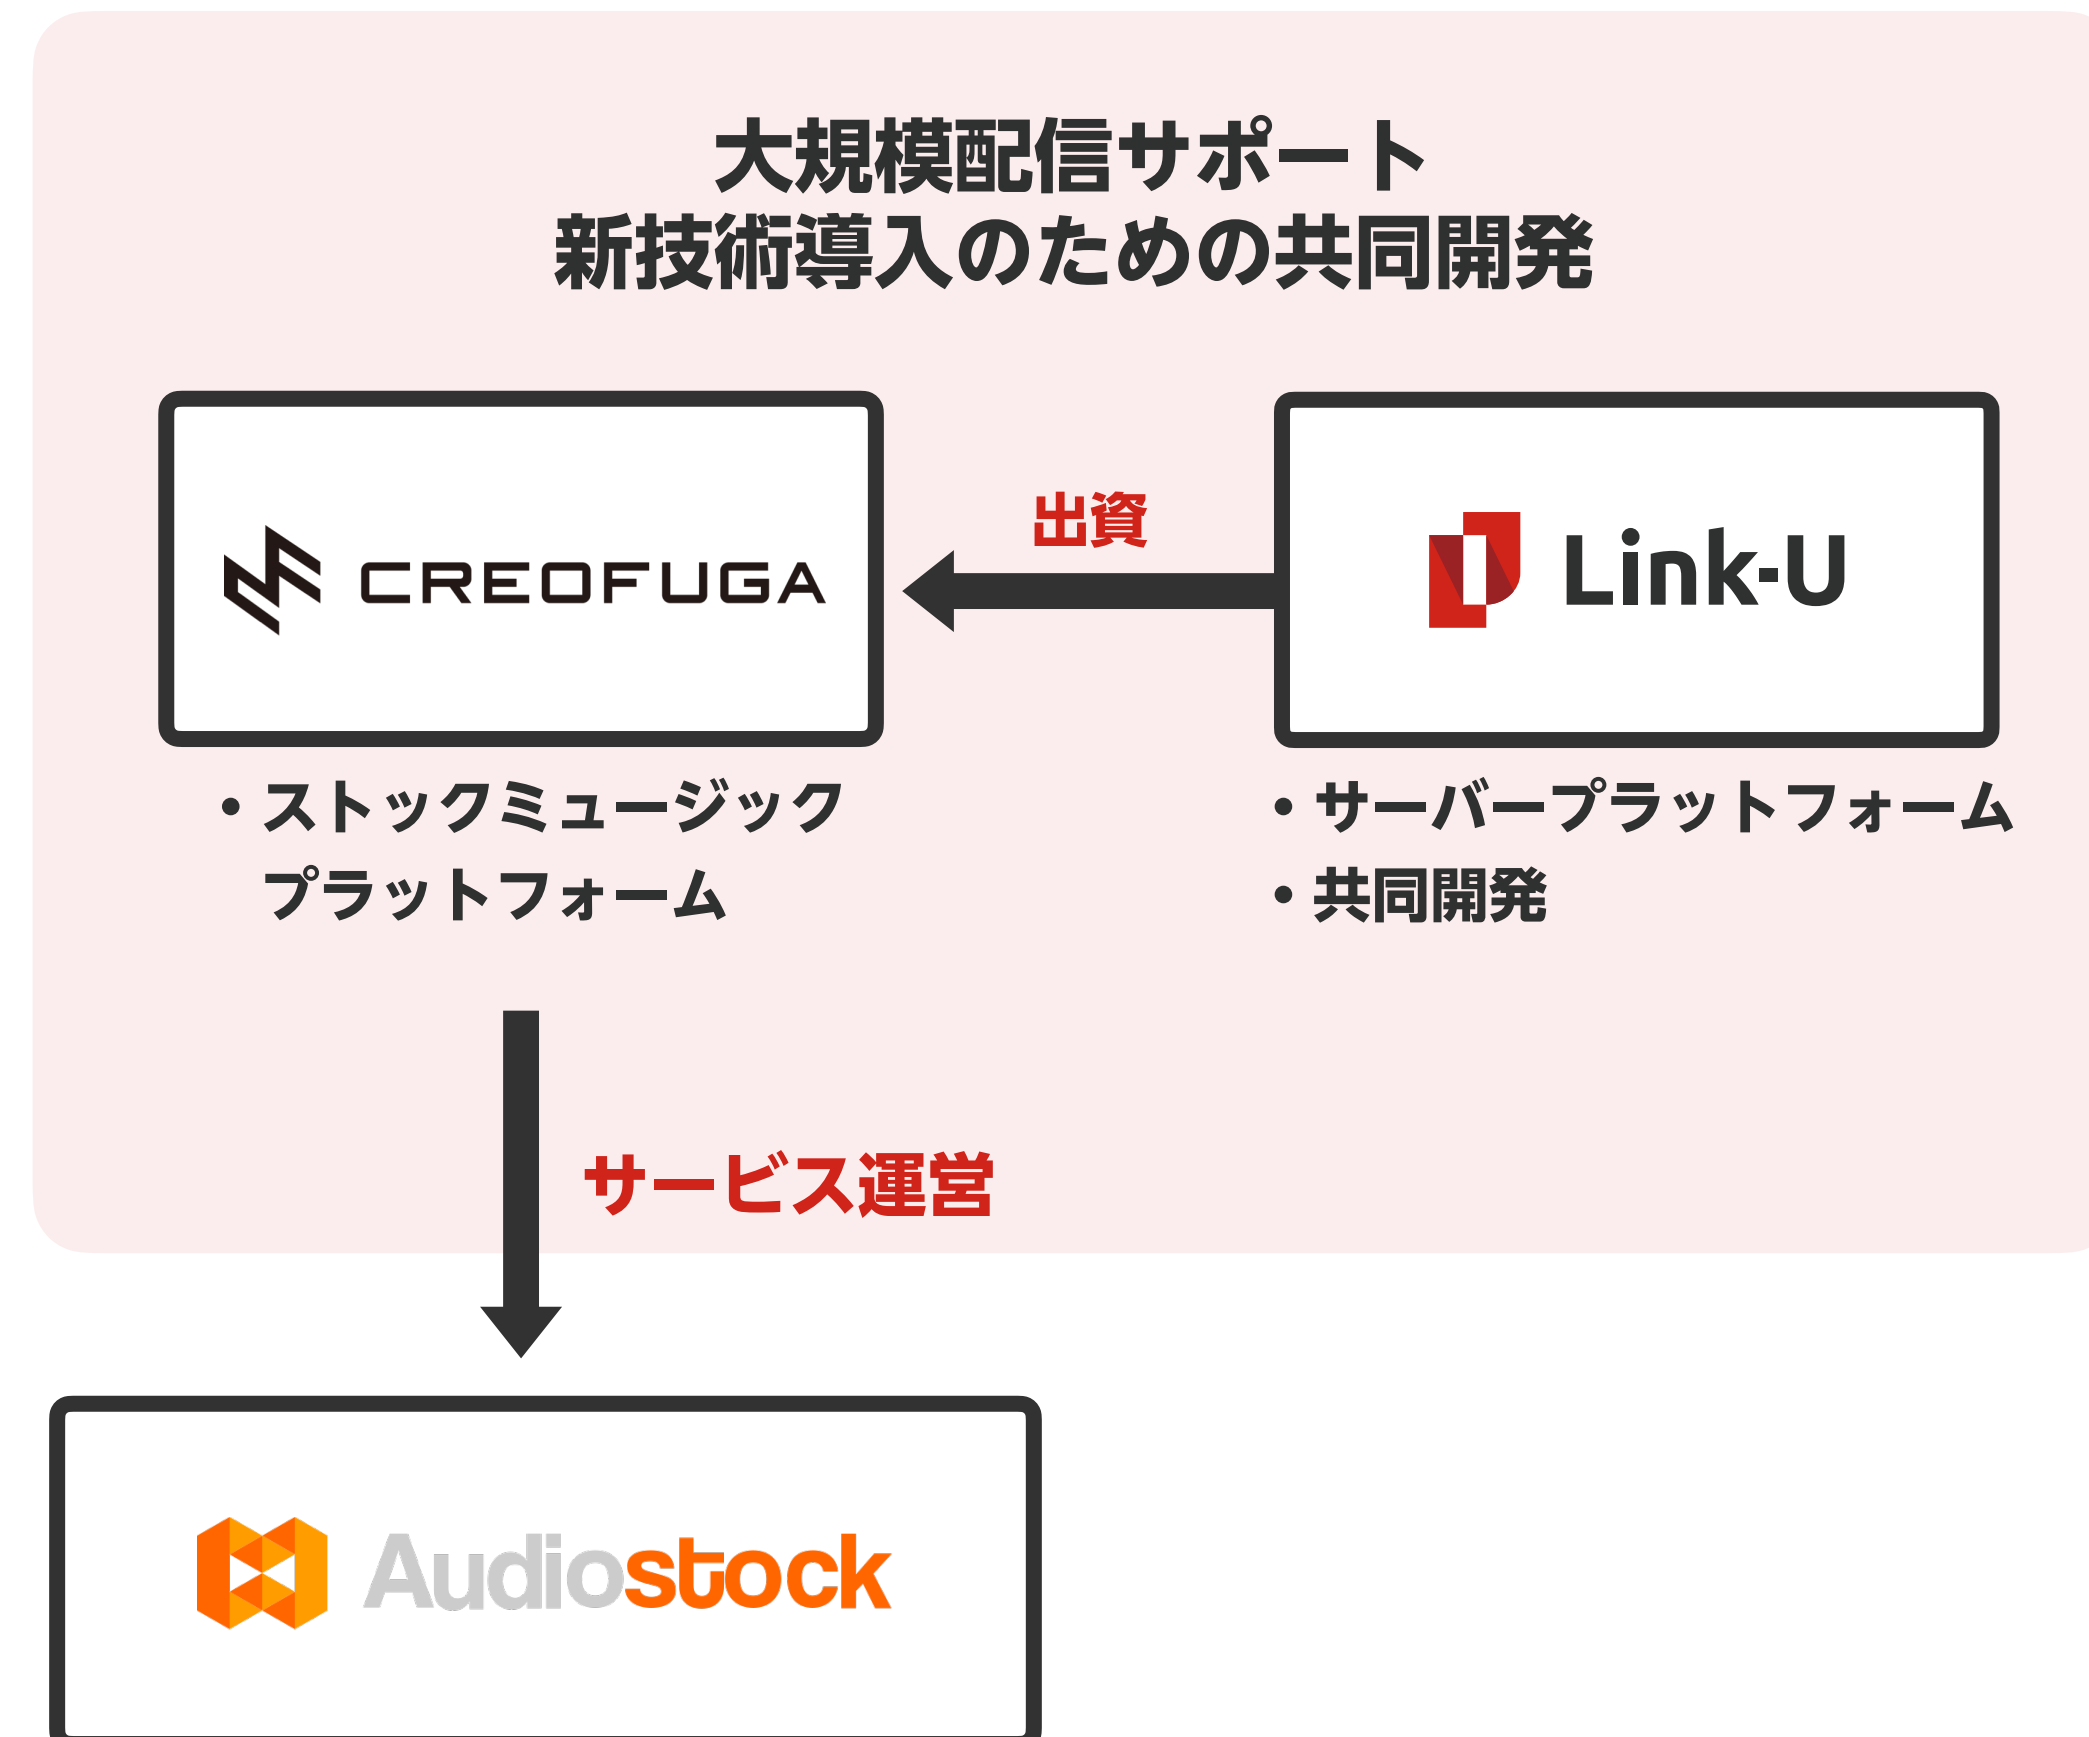 大規模配信サポート
新技術導入のための共同開発
出資
CREOFUGA
Link-U
・ストックミュージック
プラットフォーム
・サーバープラットフォーム
・共同開発
サービス運営
Audiostock